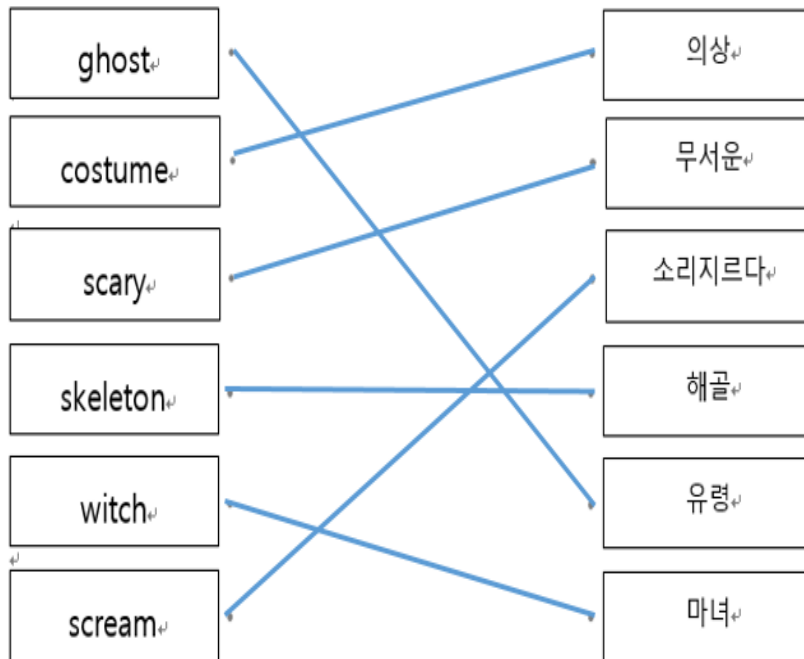 ghost
의상
costume
무서운
scary
소리지르다
skeleton
해골
witch
유령
scream
마녀